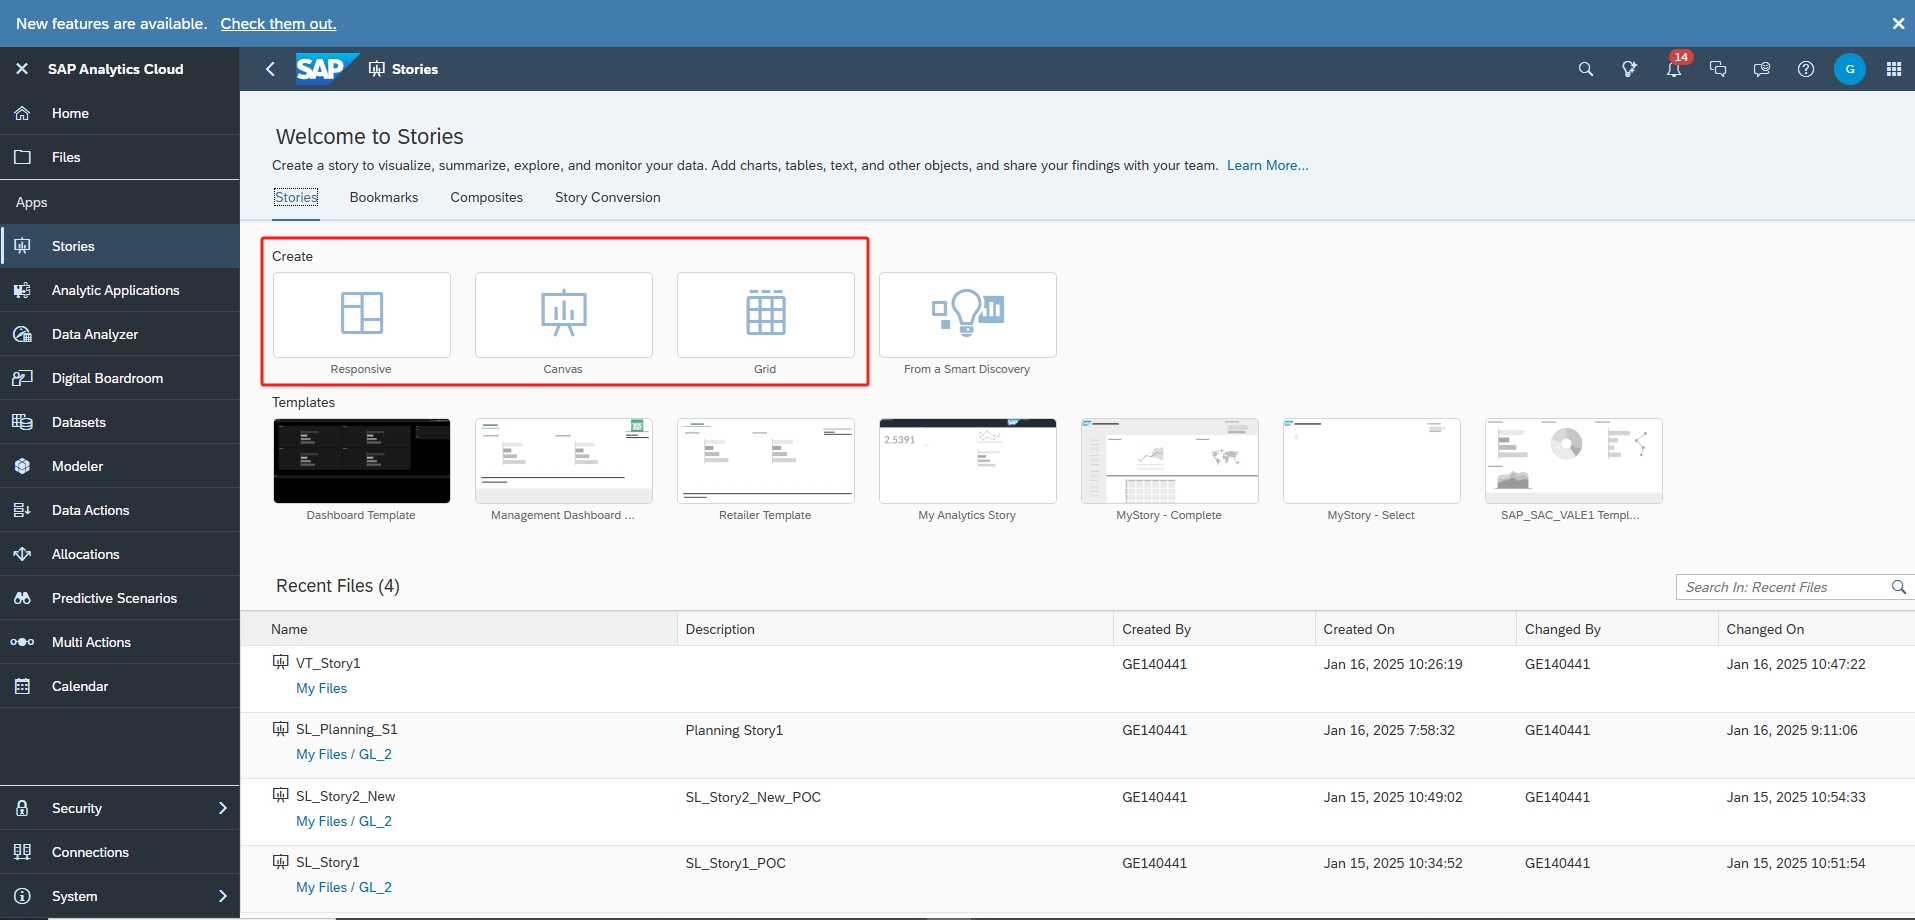 New features are available. Check them out.
SAP Analytics Cloud
SAP Stories
14
G
Home
Files
Apps
Stories
Analytic Applications
Data Analyzer
Digital Boardroom
Datasets
Modeler
Data Actions
Allocations
Predictive Scenarios
Multi Actions
Calendar
Security
Connections
System
Welcome to Stories
Create a story to visualize, summarize, explore, and monitor your data. Add charts, tables, text, and other objects, and share your findings with your team. Learn More...
Stories Bookmarks Composites Story Conversion
Create
Responsive Canvas Grid From a Smart Discovery
Templates
2.5391
Dashboard Template Management Dashboard ... Retailer Template My Analytics Story MyStory - Complete MyStory - Select SAP_SAC_VALE1 Templ...
Recent Files (4)
Search In: Recent Files
Name Description Created By Created On Changed By Changed On
VT_Story1 GE140441 Jan 16, 2025 10:26:19 GE140441 Jan 16, 2025 10:47:22
My Files
SL_Planning_S1 Planning Story1 GE140441 Jan 16, 2025 7:58:32 GE140441 Jan 16, 2025 9:11:06
My Files / GL_2
SL_Story2_New SL_Story2_New_POC GE140441 Jan 15, 2025 10:49:02 GE140441 Jan 15, 2025 10:54:33
My Files / GL_2
SL_Story1 SL_Story1_POC GE140441 Jan 15, 2025 10:34:52 GE140441 Jan 15, 2025 10:51:54
My Files / GL_2